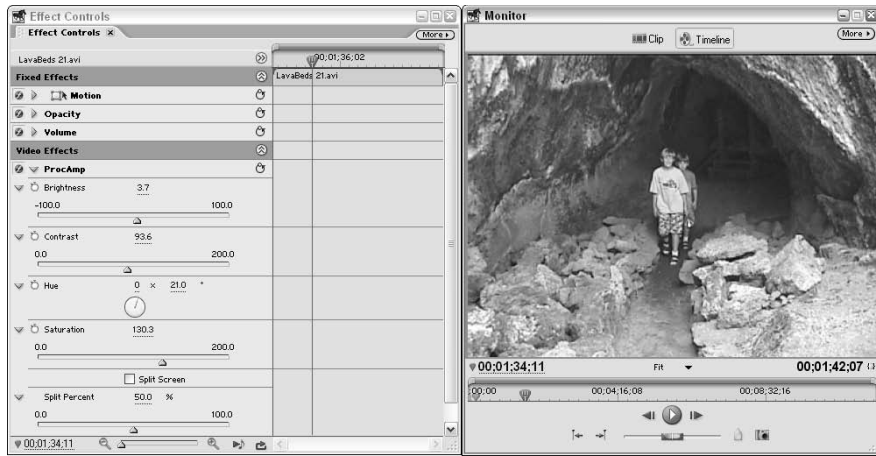 Effect Controls
Effect Controls
More
LavaBeds 21.avi
00;01;36;02
Fixed Effects
LavaBeds 21.avi
Motion
Opacity
Volume
Video Effects
ProcAmp
Brightness 3.7
-100.0 100.0
Contrast 93.6
0.0 200.0
Hue 0 × 21.0 °
Saturation 130.3
0.0 200.0
Split Screen
Split Percent 50.0 %
0.0 100.0
00;01;34;11
Monitor
Clip Timeline
More
00;01;34;11 Fit 00;01;42;07
00;00 00;04;16;08 00;08;32;16